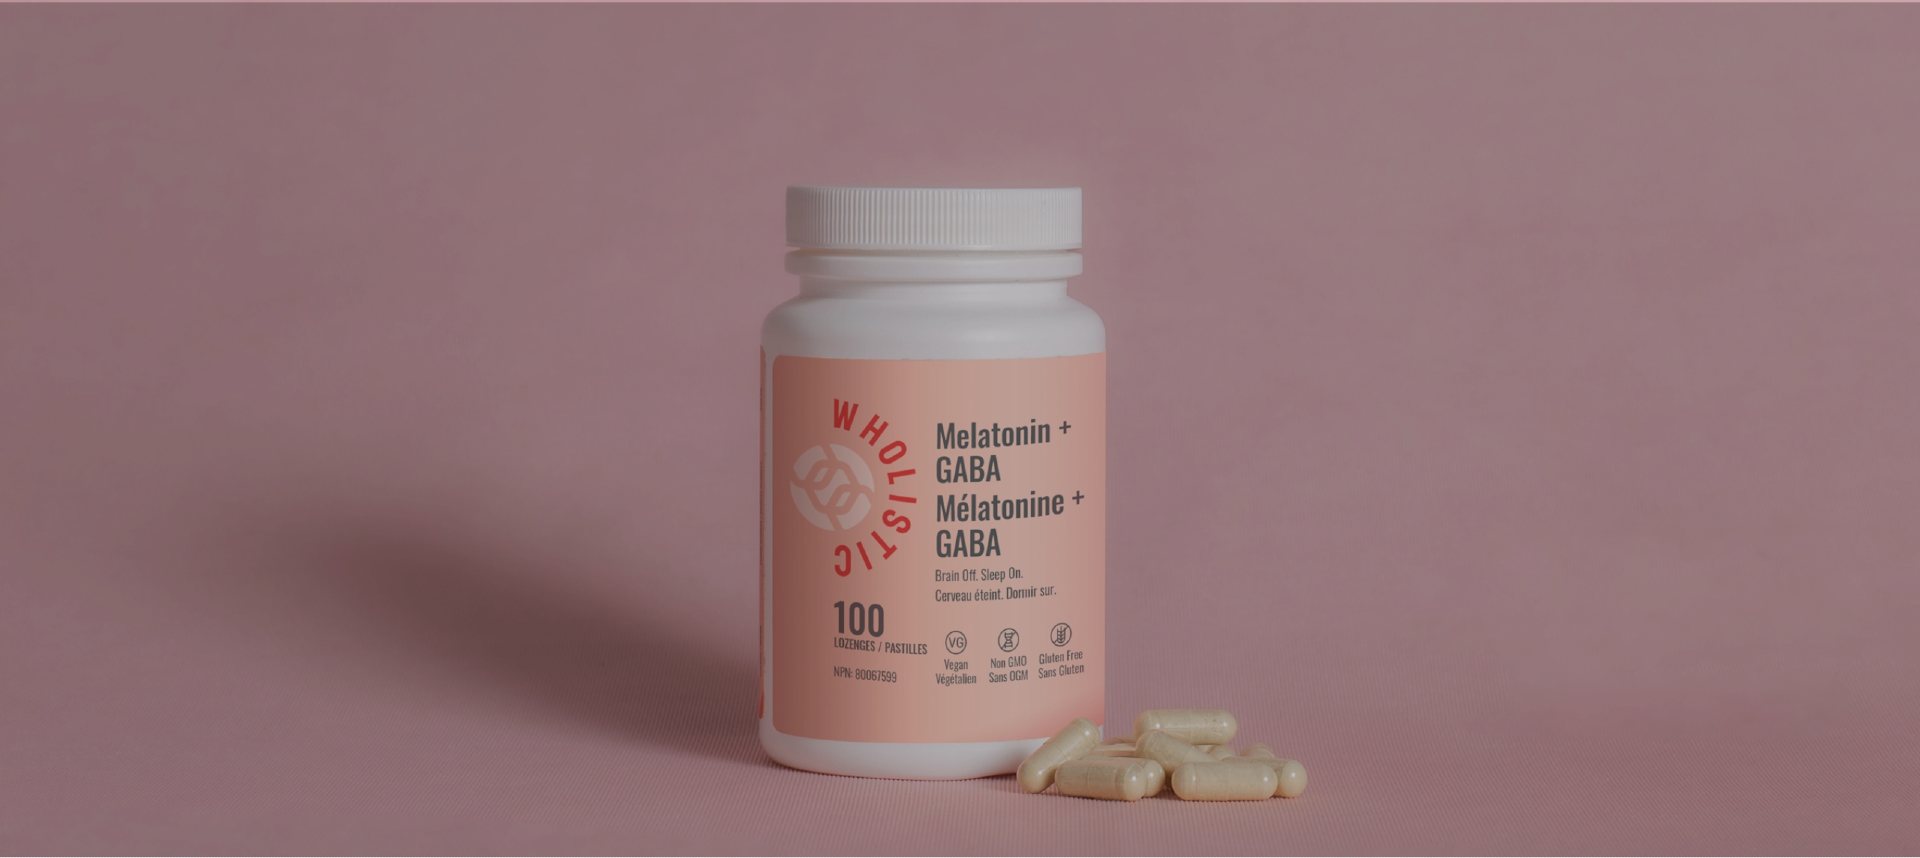 WHOLISTIC
Melatonin +
GABA
Mélatonine +
GABA
Brain Off. Sleep On.
Cerveau éteint. Dormir sur.
100
LOZENGES / PASTILLES
NPN: 80067599
VG
Vegan
Végétalien
Non GMO
Sans OGM
Gluten Free
Sans Gluten